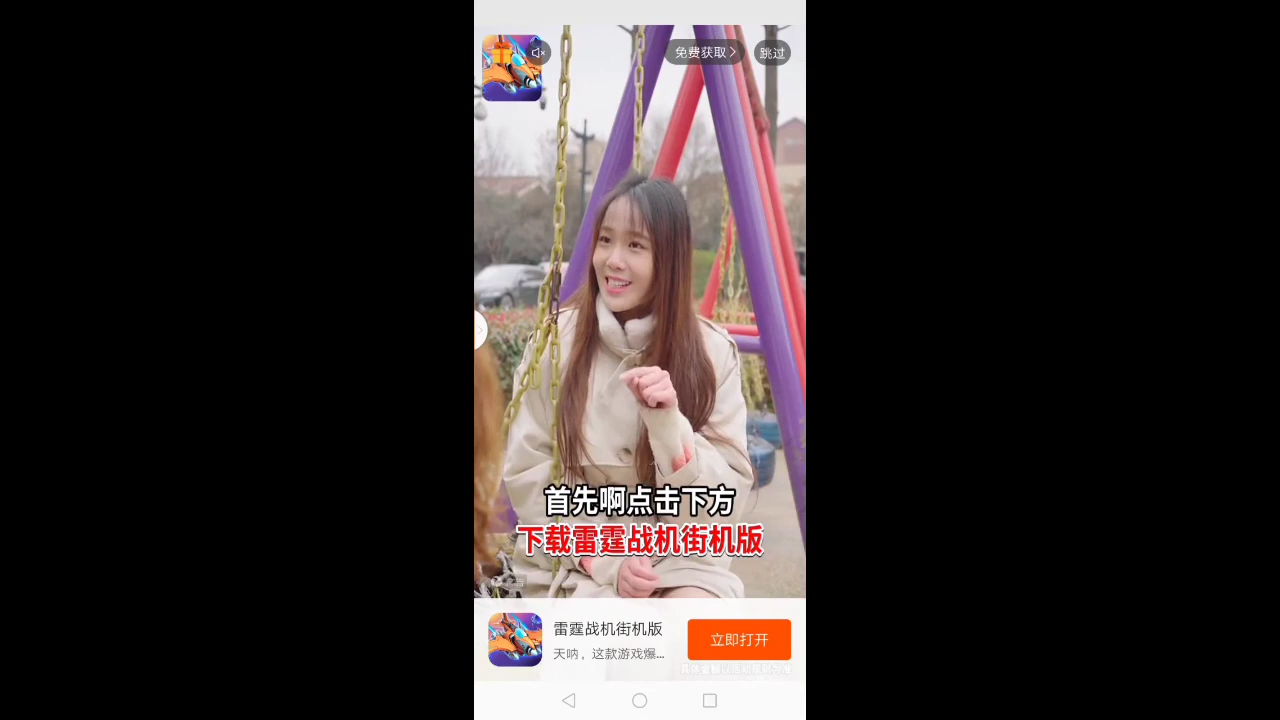 免费获取
跳过
首先啊点击下方
下载雷霆战机街机版
广告
雷霆战机街机版
天呐，这款游戏爆...
立即打开